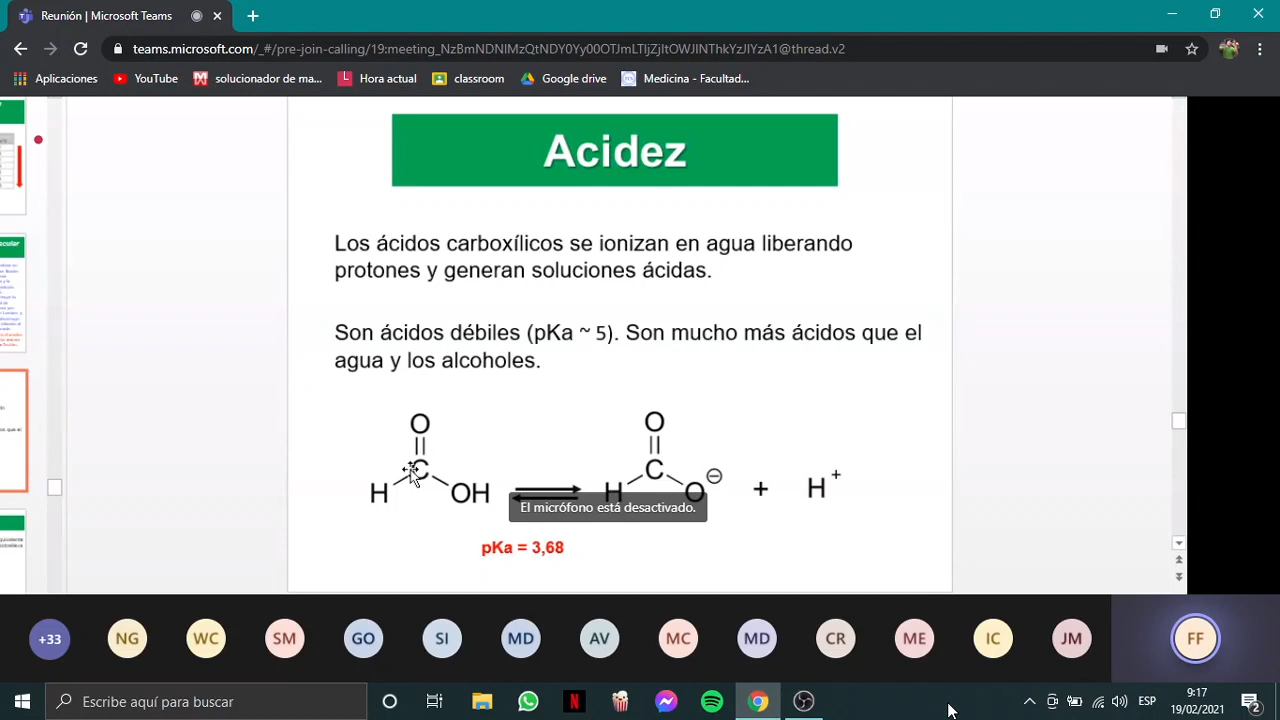 Reunión | Microsoft Teams
teams.microsoft.com/_#/pre-join-calling/19:meeting_NzBmNDNIMzQtNDY0Yy00OTJmLTljZjItOWJlNThkYzJlYzA1@thread.v2
Aplicaciones
YouTube
solucionador de ma...
Hora actual
classroom
Google drive
Medicina - Facultad...
Acidez
Los ácidos carboxílicos se ionizan en agua liberando
protones y generan soluciones ácidas.
Son ácidos débiles (pKa ~ 5). Son mucho más ácidos que el
agua y los alcoholes.
O O
C C
H OH H O ⊖ + H+
El micrófono está desactivado.
pKa = 3,68
+33 NG WC SM GO SI MD AV MC MD CR ME IC JM FF
Escribe aquí para buscar
ESP
9:17
19/02/2021
2